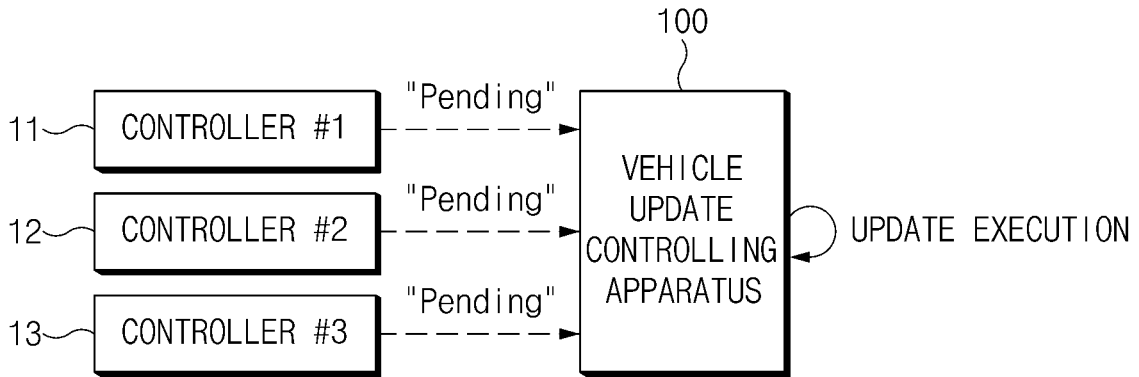 100
"Pending"
11 CONTROLLER #1
"Pending"
12 CONTROLLER #2
"Pending"
13 CONTROLLER #3
VEHICLE
UPDATE
CONTROLLING
APPARATUS
UPDATE EXECUTION